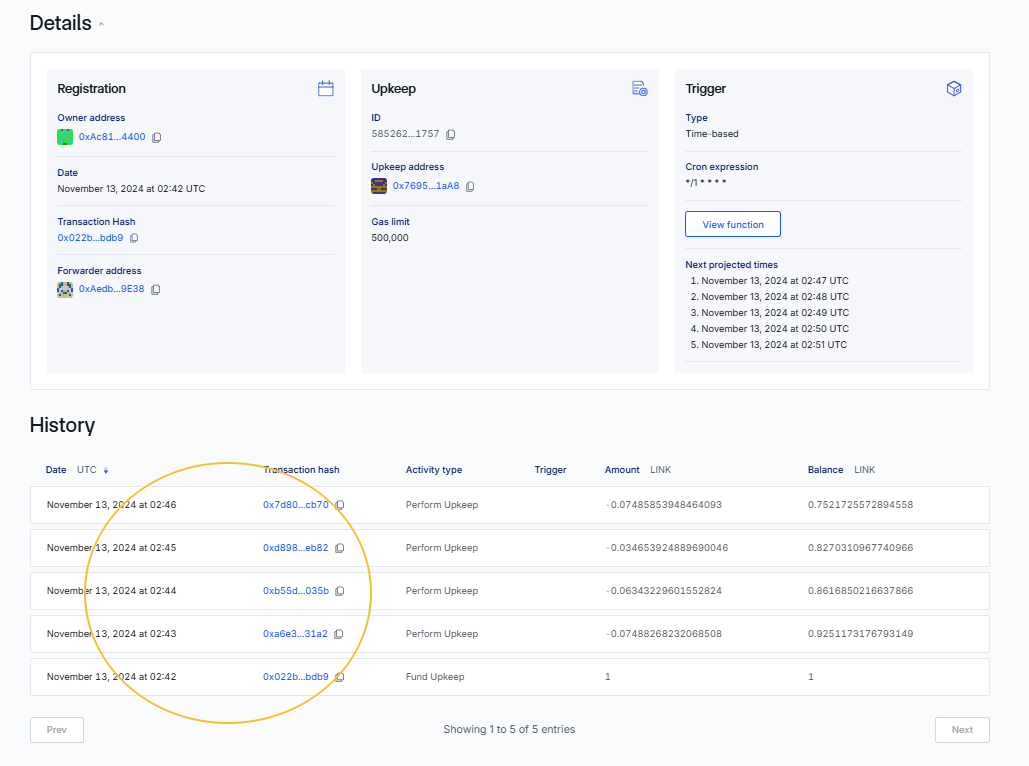 Details
Registration
Owner address
0xAc81...4400
Date
November 13, 2024 at 02:42 UTC
Transaction Hash
0x022b...bdb9
Forwarder address
0xAedb...9E38
Upkeep
ID
585262...1757
Upkeep address
0x7695...1aA8
Gas limit
500,000
Trigger
Type
Time-based
Cron expression
*/1 * * * *
View function
Next projected times
1. November 13, 2024 at 02:47 UTC
2. November 13, 2024 at 02:48 UTC
3. November 13, 2024 at 02:49 UTC
4. November 13, 2024 at 02:50 UTC
5. November 13, 2024 at 02:51 UTC
History
Date UTC Transaction hash Activity type Trigger Amount LINK Balance LINK
November 13, 2024 at 02:46 0x7d80...cb70 Perform Upkeep -0.07485853948464093 0.7521725572894558
November 13, 2024 at 02:45 0xd898...eb82 Perform Upkeep -0.034653924889690046 0.8270310967740966
November 13, 2024 at 02:44 0xb55d...035b Perform Upkeep -0.06343229601552824 0.8616850216637866
November 13, 2024 at 02:43 0xa6e3...31a2 Perform Upkeep -0.07488268232068508 0.9251173176793149
November 13, 2024 at 02:42 0x022b...bdb9 Fund Upkeep 1 1
Prev Showing 1 to 5 of 5 entries Next